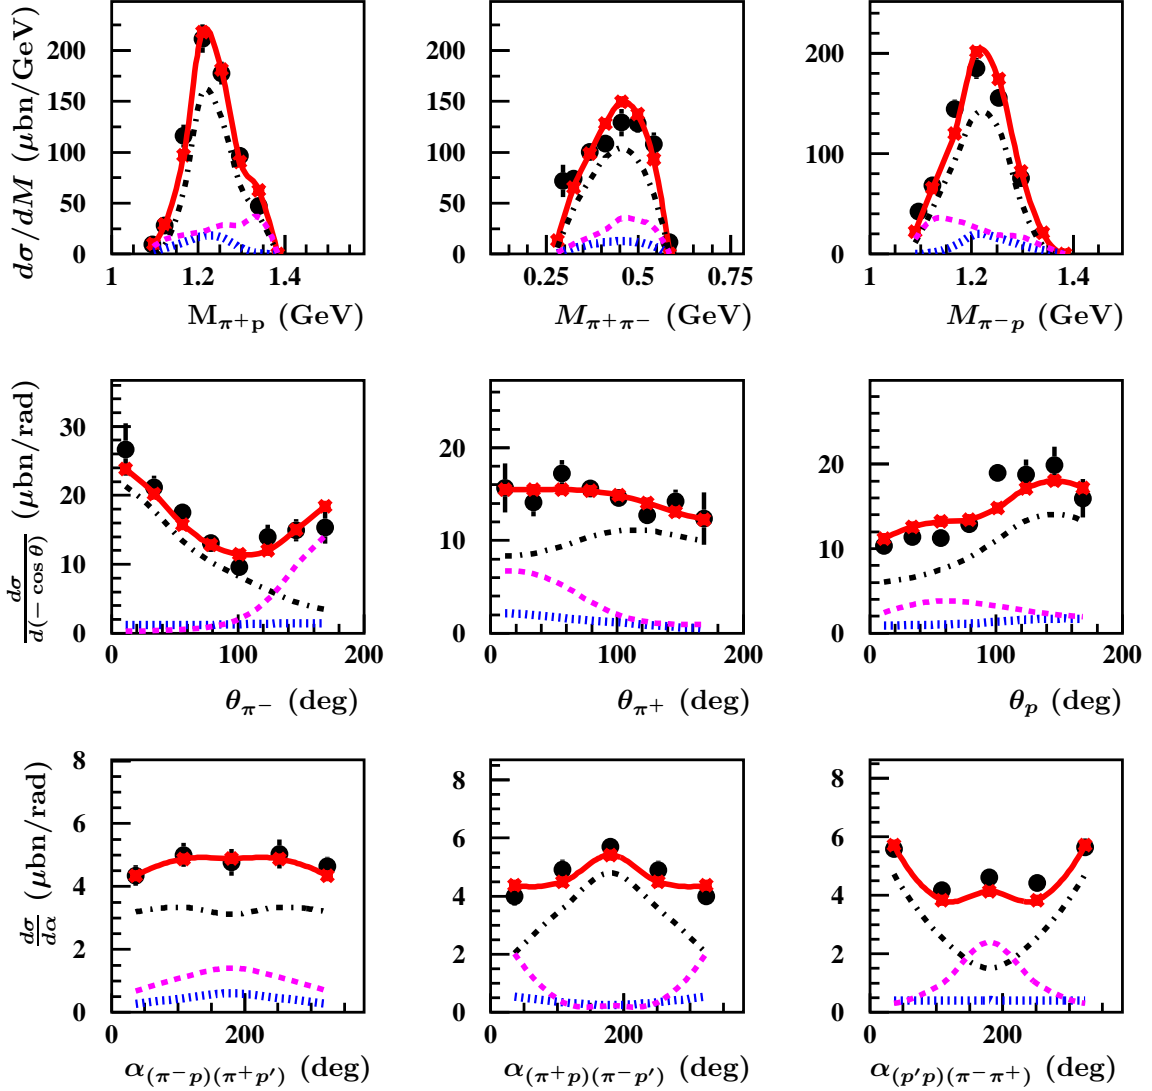 dσ/dM (μbn/GeV)
200
150
100
50
0
1 1.2 1.4
M_{π⁺p} (GeV)
200
150
100
50
0
0.25 0.5 0.75
M_{π⁺π⁻} (GeV)
200
100
0
1 1.2 1.4
M_{π⁻p} (GeV)
dσ/d(− cos θ) (μbn/rad)
30
20
10
0
0 100 200
θ_{π⁻} (deg)
20
10
0
0 100 200
θ_{π⁺} (deg)
20
10
0
0 100 200
θ_p (deg)
dσ/dα (μbn/rad)
8
6
4
2
0
0 200
α_{(π⁻p)(π⁺p′)} (deg)
8
6
4
2
0
0 200
α_{(π⁺p)(π⁻p′)} (deg)
8
6
4
2
0
0 200
α_{(p′p)(π⁻π⁺)} (deg)